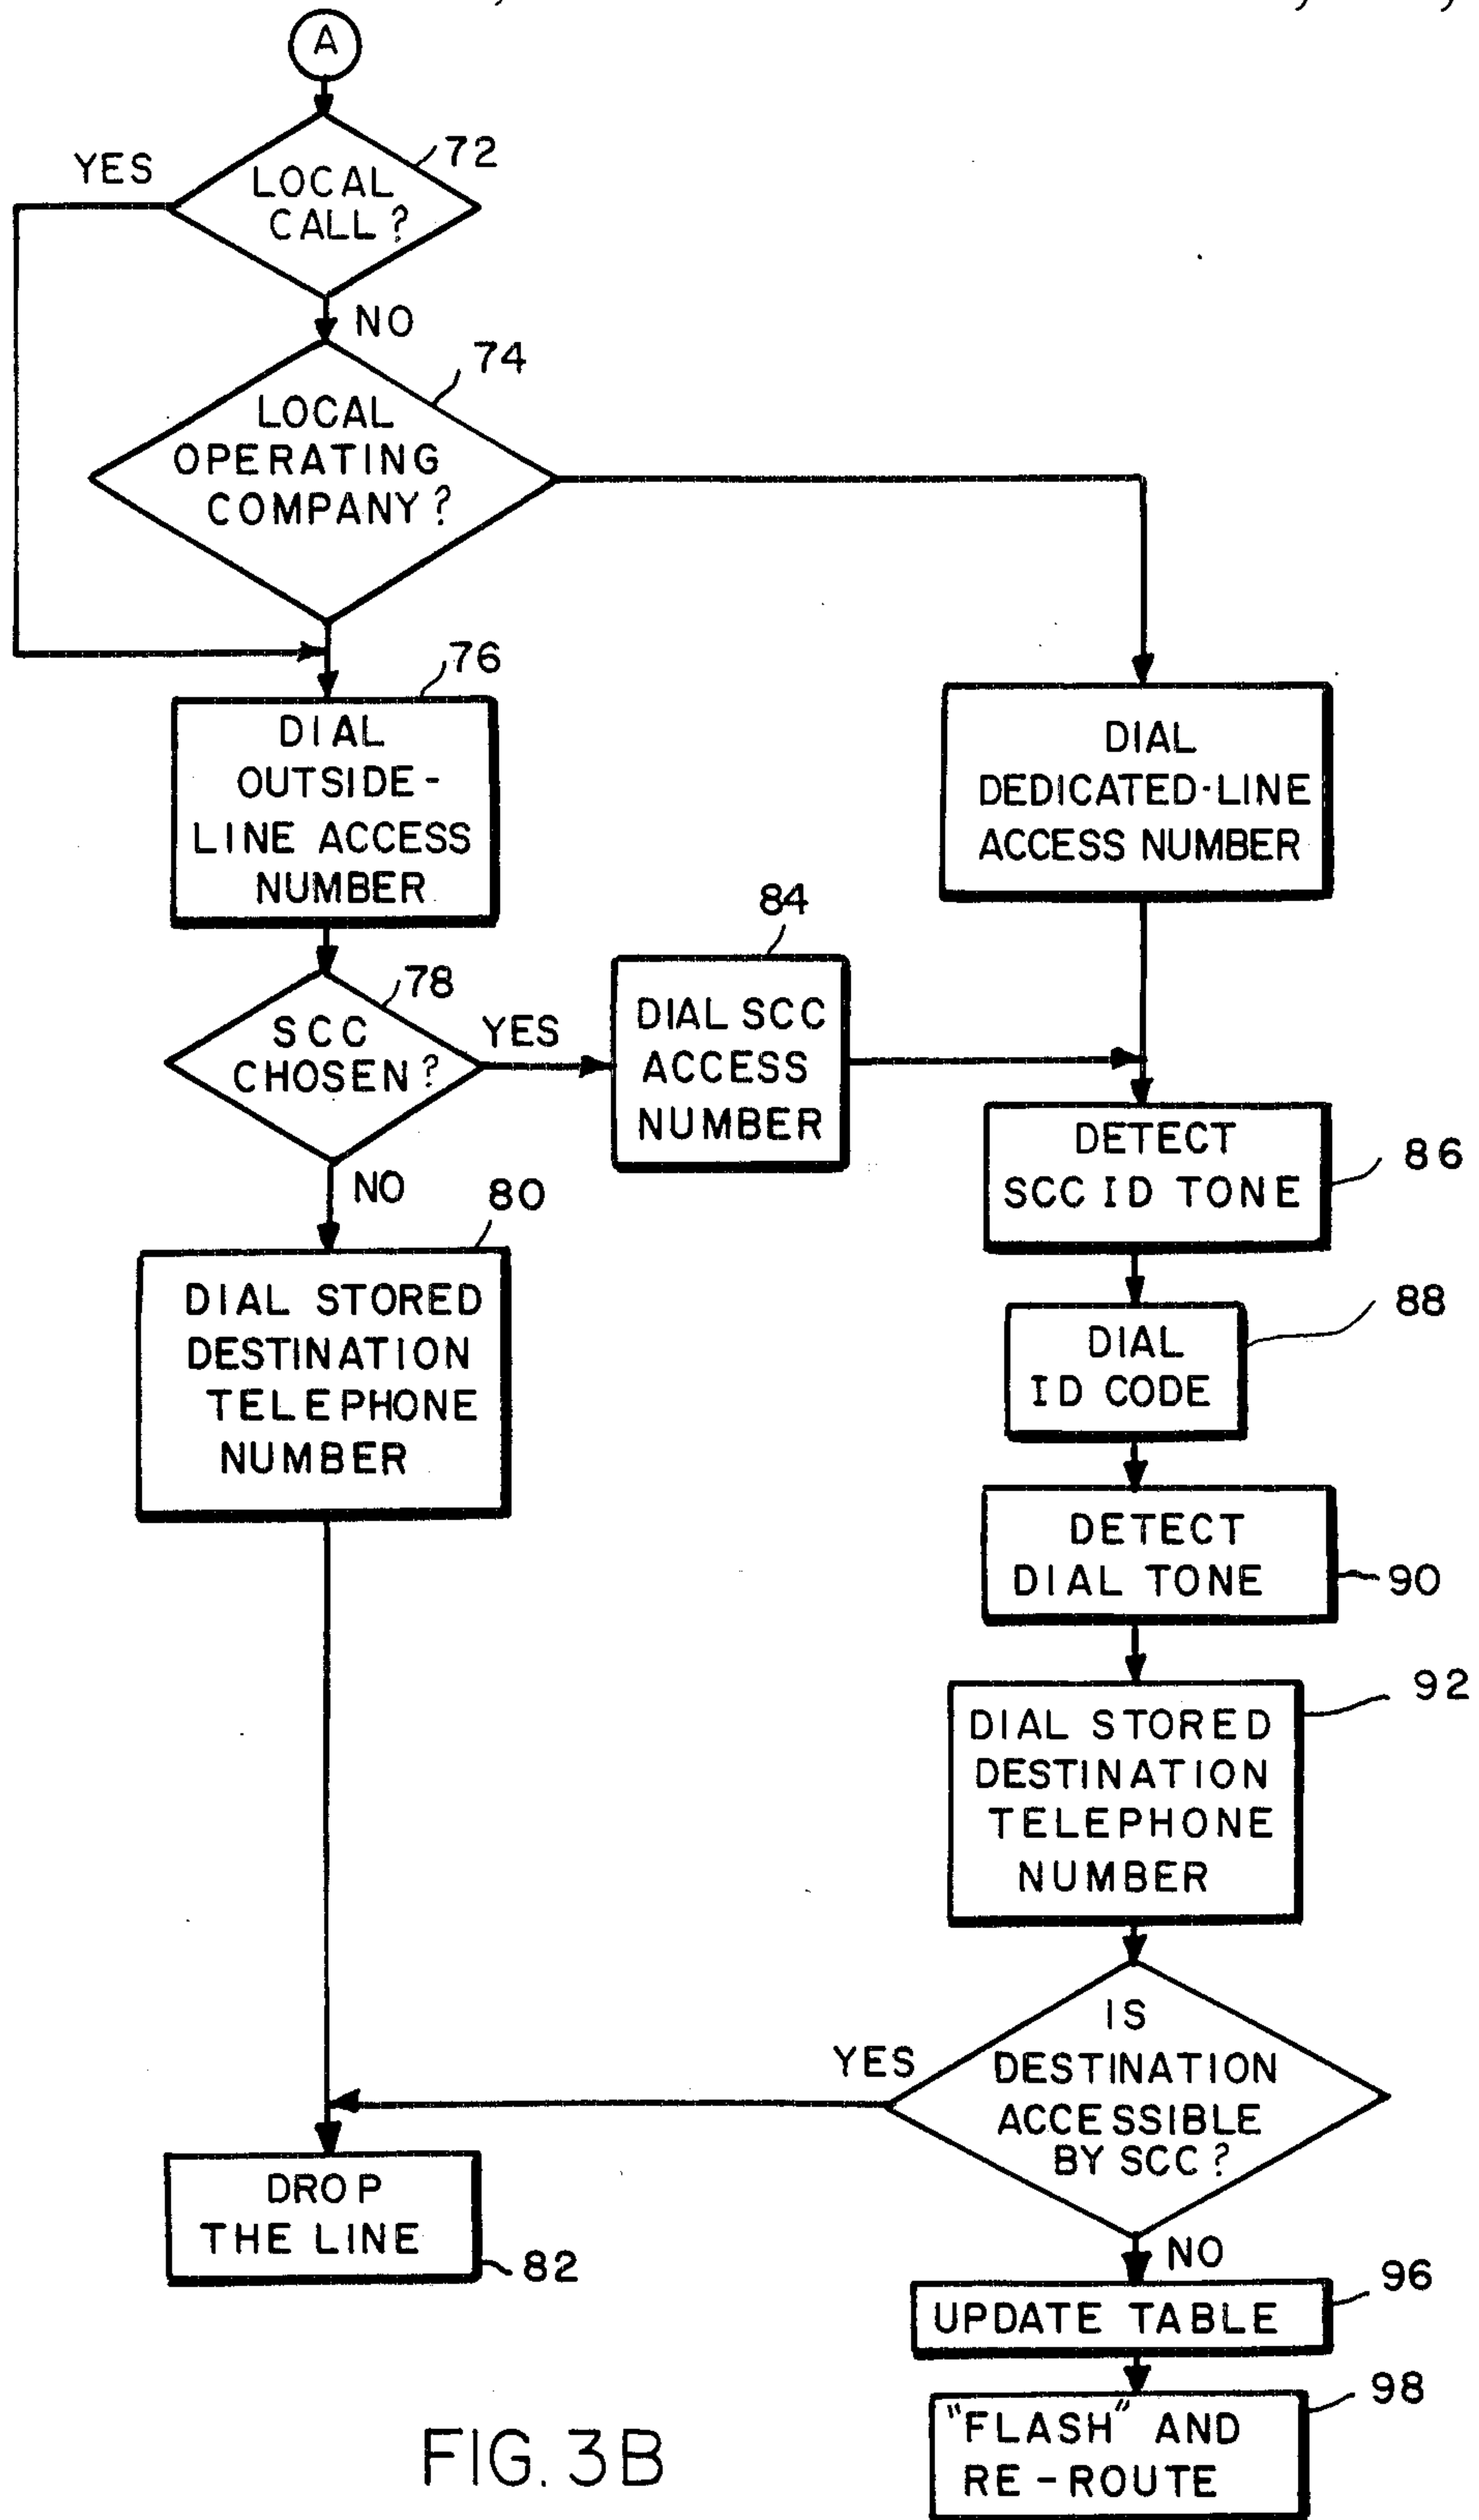 A
72
YES
LOCAL
CALL?
NO
74
LOCAL
OPERATING
COMPANY?
76
DIAL
OUTSIDE-
LINE ACCESS
NUMBER
DIAL
DEDICATED-LINE
ACCESS NUMBER
84
78
SCC
CHOSEN?
YES
DIAL SCC
ACCESS
NUMBER
NO
80
DETECT
SCC ID TONE
86
DIAL STORED
DESTINATION
TELEPHONE
NUMBER
88
DIAL
ID CODE
DETECT
DIAL TONE
90
92
DIAL STORED
DESTINATION
TELEPHONE
NUMBER
IS
DESTINATION
ACCESSIBLE
BY SCC?
YES
DROP
THE LINE
82
NO
96
UPDATE TABLE
98
"FLASH" AND
RE-ROUTE
FIG. 3B